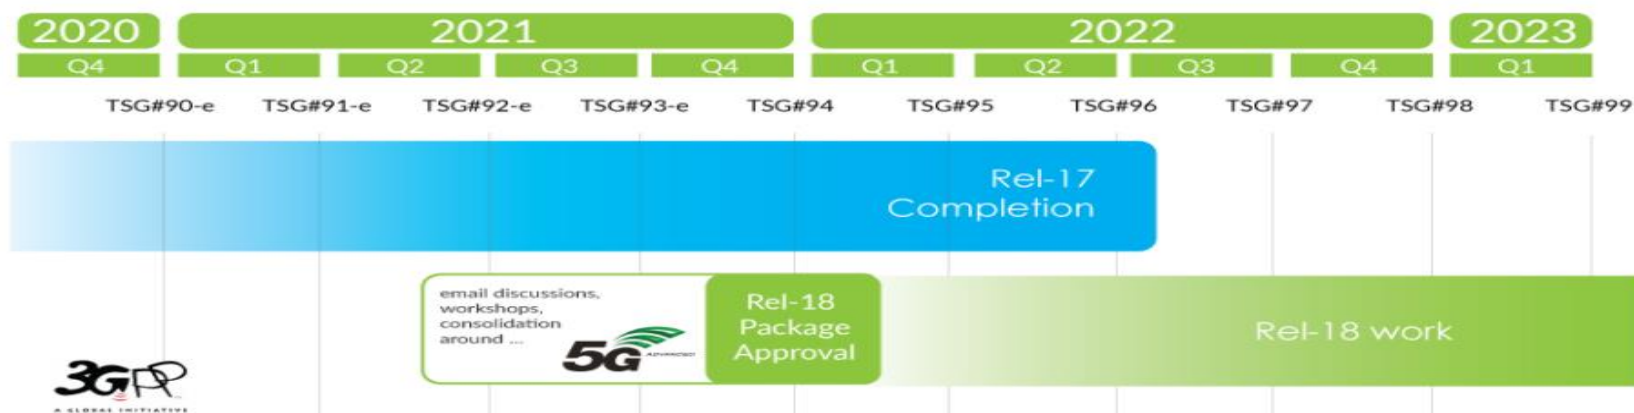 2020 2021 2022 2023
Q4 Q1 Q2 Q3 Q4 Q1 Q2 Q3 Q4 Q1
TSG#90-e TSG#91-e TSG#92-e TSG#93-e TSG#94 TSG#95 TSG#96 TSG#97 TSG#98 TSG#99
Rel-17
Completion
email discussions,
workshops,
consolidation
around ...
5G ADVANCED
Rel-18
Package
Approval
Rel-18 work
3GPP
A GLOBAL INITIATIVE